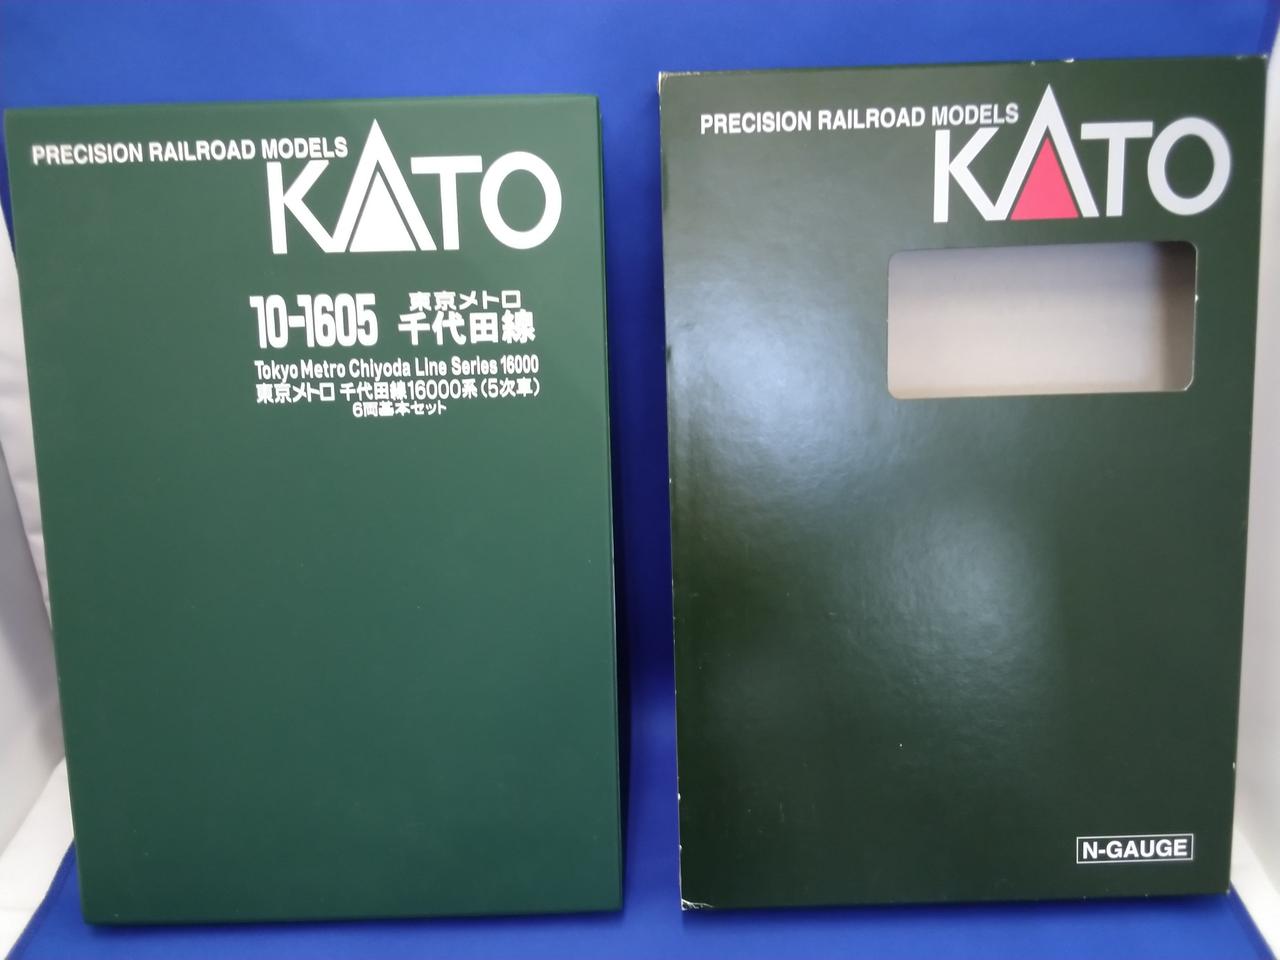 PRECISION RAILROAD MODELS
KATO
10-1605 東京メトロ
千代田線
Tokyo Metro Chiyoda Line Series 16000
東京メトロ 千代田線16000系(5次車)
6両基本セット
PRECISION RAILROAD MODELS
KATO
N-GAUGE